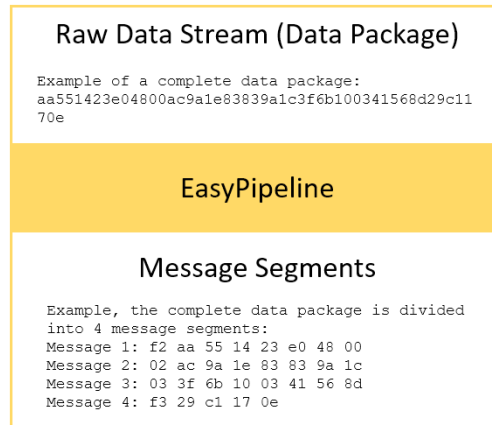 Raw Data Stream (Data Package)
Example of a complete data package:
aa551423e04800ac9a1e83839a1c3f6b100341568d29c11
70e
EasyPipeline
Message Segments
Example, the complete data package is divided
into 4 message segments:
Message 1: f2 aa 55 14 23 e0 48 00
Message 2: 02 ac 9a 1e 83 83 9a 1c
Message 3: 03 3f 6b 10 03 41 56 8d
Message 4: f3 29 c1 17 0e